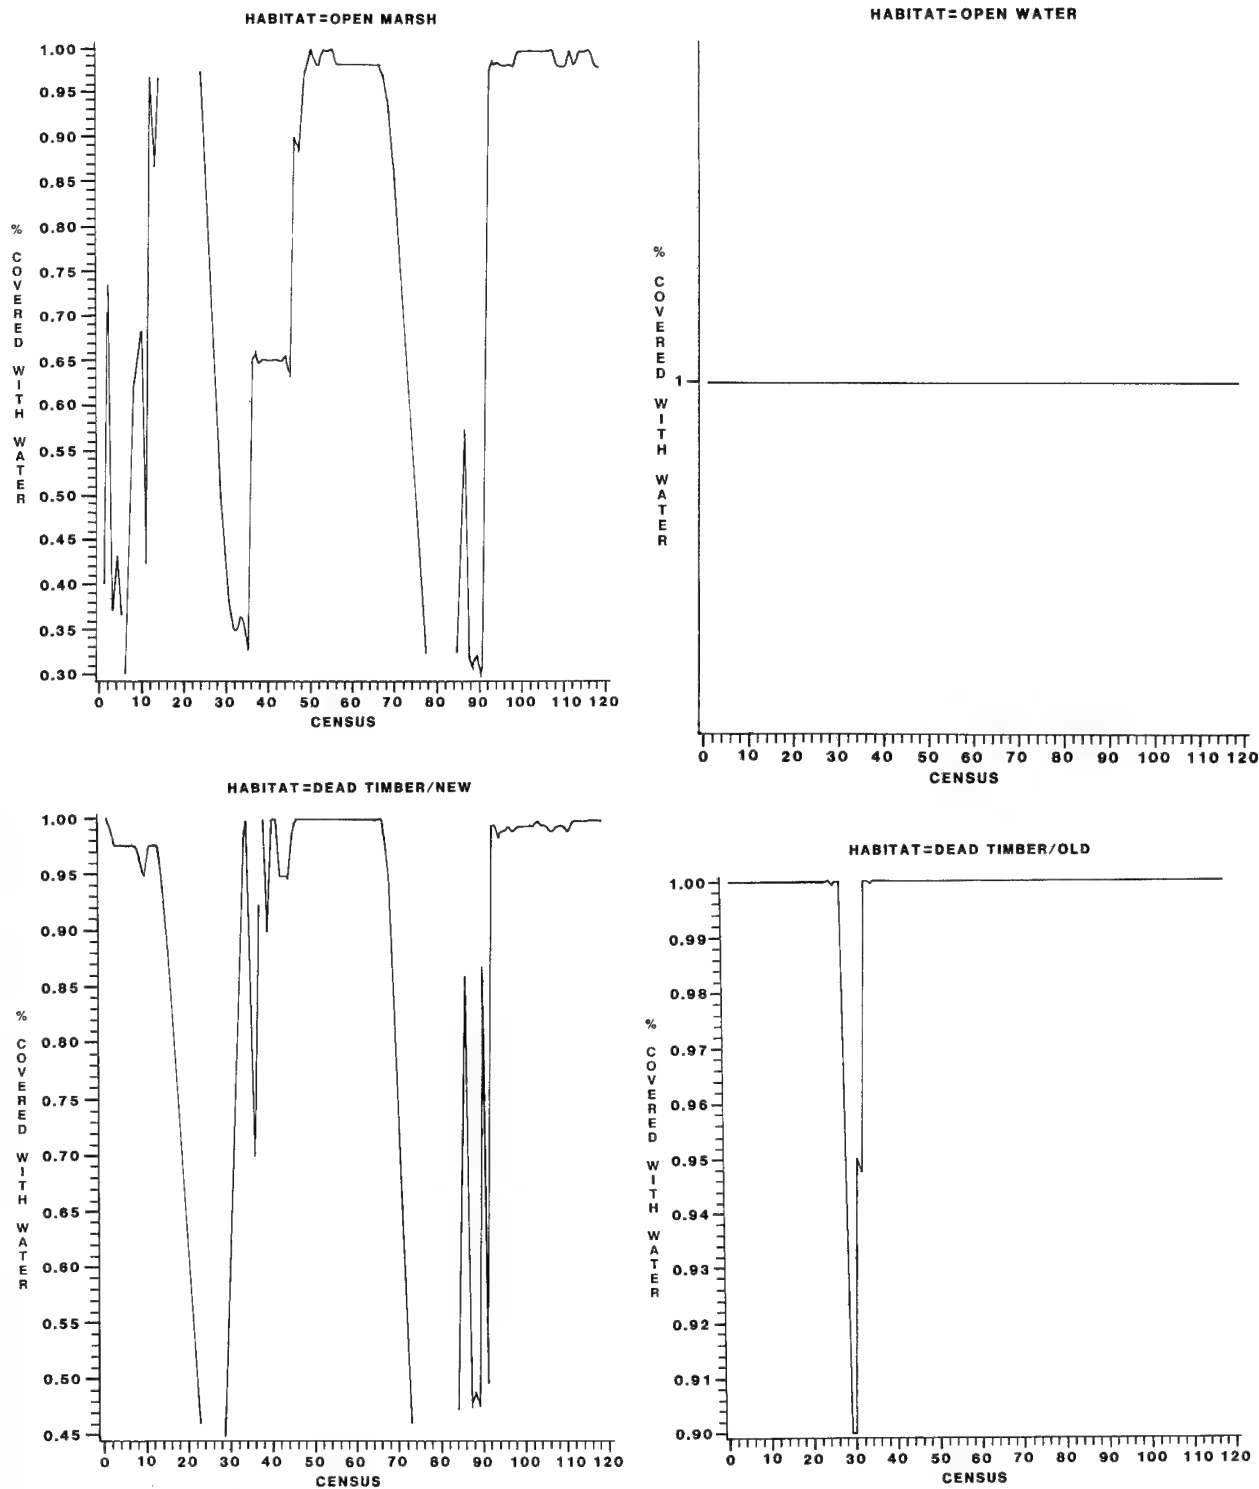 HABITAT=OPEN MARSH
1.00
0.95
0.90
0.85
0.80
0.75
0.70
0.65
0.60
0.55
0.50
0.45
0.40
0.35
0.30
% COVERED WITH WATER
0 10 20 30 40 50 60 70 80 90 100 110 120
CENSUS
HABITAT=OPEN WATER
% COVERED WITH WATER
1
0 10 20 30 40 50 60 70 80 90 100 110 120
CENSUS
HABITAT=DEAD TIMBER/NEW
1.00
0.95
0.90
0.85
0.80
0.75
0.70
0.65
0.60
0.55
0.50
0.45
% COVERED WITH WATER
0 10 20 30 40 50 60 70 80 90 100 110 120
CENSUS
HABITAT=DEAD TIMBER/OLD
1.00
0.99
0.98
0.97
0.96
0.95
0.94
0.93
0.92
0.91
0.90
% COVERED WITH WATER
0 10 20 30 40 50 60 70 80 90 100 110 120
CENSUS